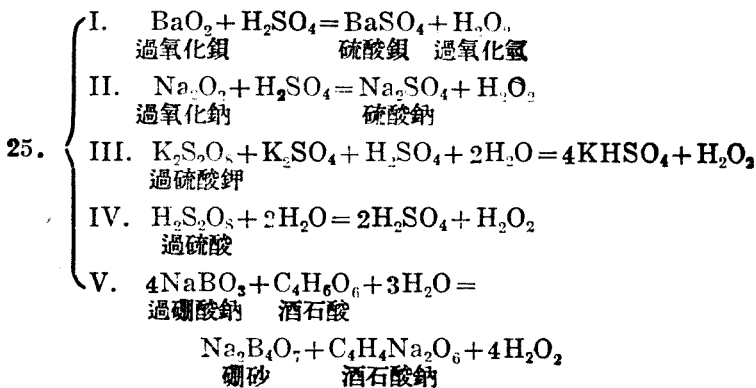 25.
I. BaO₂+H₂SO₄=BaSO₄+H₂O₂
過氧化鋇 硫酸鋇 過氧化氫
II. Na₂O₂+H₂SO₄=Na₂SO₄+H₂O₂
過氧化鈉 硫酸鈉
III. K₂S₂O₈+K₂SO₄+H₂SO₄+2H₂O=4KHSO₄+H₂O₂
過硫酸鉀
IV. H₂S₂O₈+2H₂O=2H₂SO₄+H₂O₂
過硫酸
V. 4NaBO₃+C₄H₆O₆+3H₂O=
過硼酸鈉 酒石酸
Na₂B₄O₇+C₄H₄Na₂O₆+4H₂O₂
硼砂 酒石酸鈉